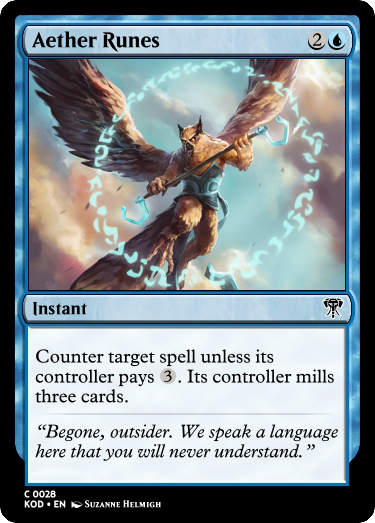 Aether Runes 2
Instant
Counter target spell unless its
controller pays 3. Its controller mills
three cards.
“Begone, outsider. We speak a language
here that you will never understand.”
C 0028
KOD • EN Suzanne Helmigh